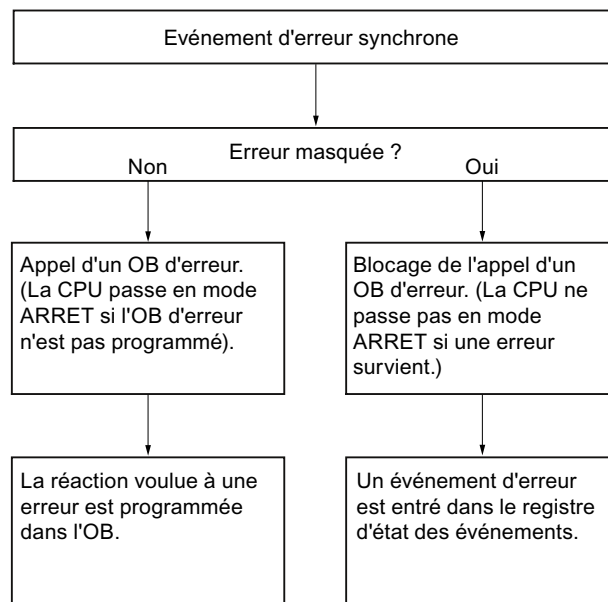 Evénement d'erreur synchrone
Erreur masquée ?
Non
Oui
Appel d'un OB d'erreur.
(La CPU passe en mode
ARRET si l'OB d'erreur
n'est pas programmé).
Blocage de l'appel d'un
OB d'erreur. (La CPU ne
passe pas en mode
ARRET si une erreur
survient.)
La réaction voulue à une
erreur est programmée
dans l'OB.
Un événement d'erreur
est entré dans le registre
d'état des événements.